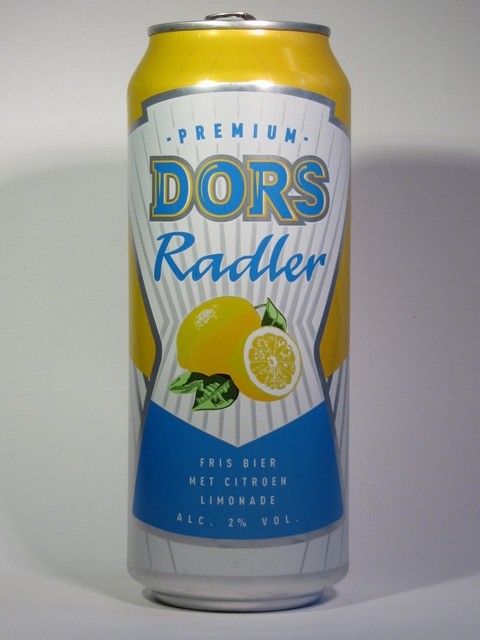 -PREMIUM-
DORS
Radler
FRIS BIER
MET CITROEN
LIMONADE
ALC. 2% VOL.